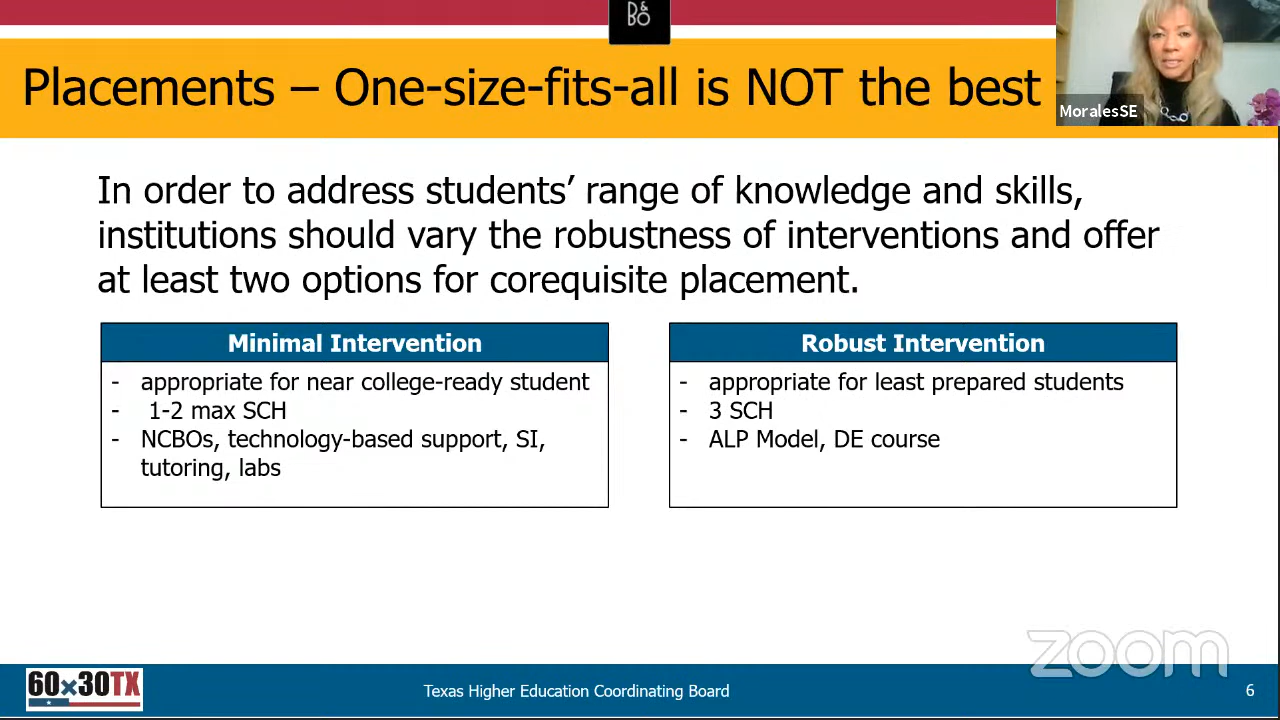 B&O
Placements – One-size-fits-all is NOT the best
MoralesSE
In order to address students’ range of knowledge and skills,
institutions should vary the robustness of interventions and offer
at least two options for corequisite placement.
Minimal Intervention
- appropriate for near college-ready student
- 1-2 max SCH
- NCBOs, technology-based support, SI,
tutoring, labs
Robust Intervention
- appropriate for least prepared students
- 3 SCH
- ALP Model, DE course
zoom
60x30TX
Texas Higher Education Coordinating Board
6